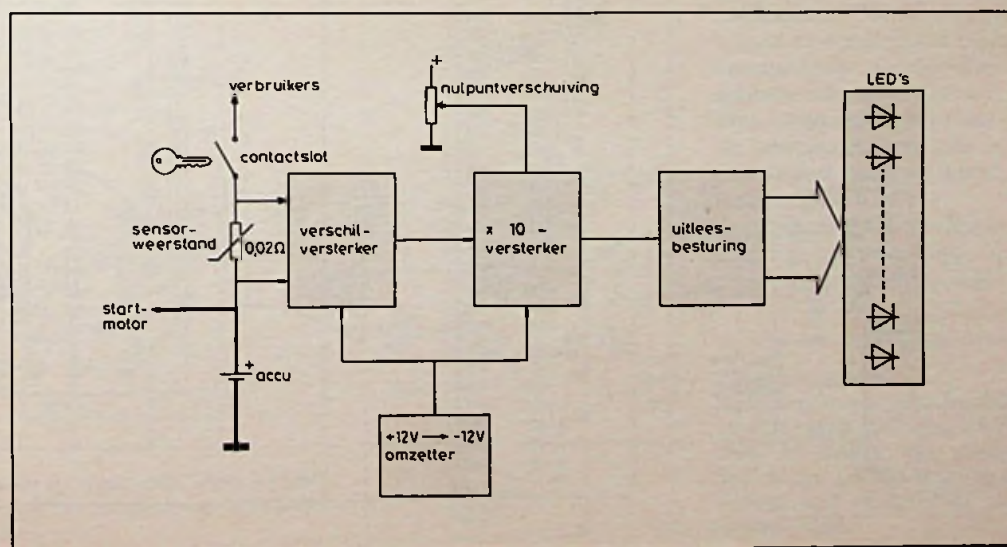 verbruikers
contactslot
sensor-
weerstand
0,02Ω
start-
motor
+
accu
verschil-
versterker
+
nulpuntverschuiving
x 10 -
versterker
+12V → -12V
omzetter
uitlees-
besturing
LED's